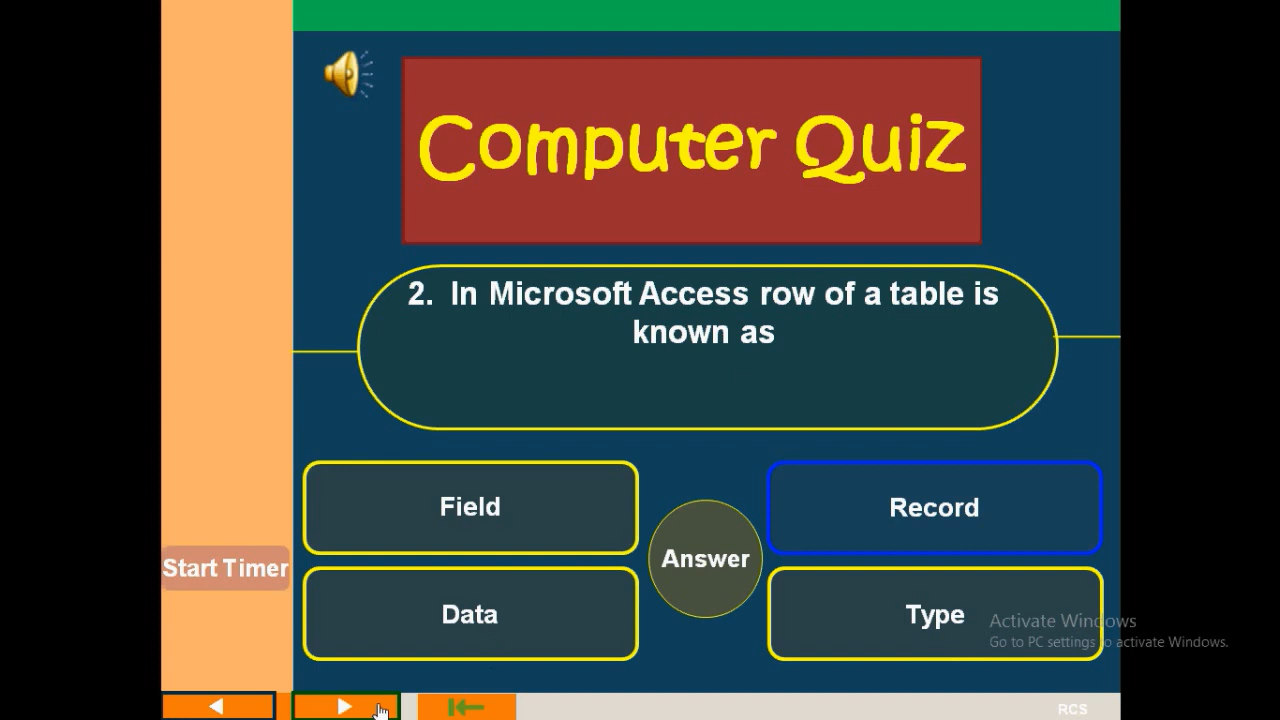 Computer Quiz
2. In Microsoft Access row of a table is
known as
Field
Record
Answer
Start Timer
Data
Type
Activate Windows
Go to PC settings to activate Windows.
RCS